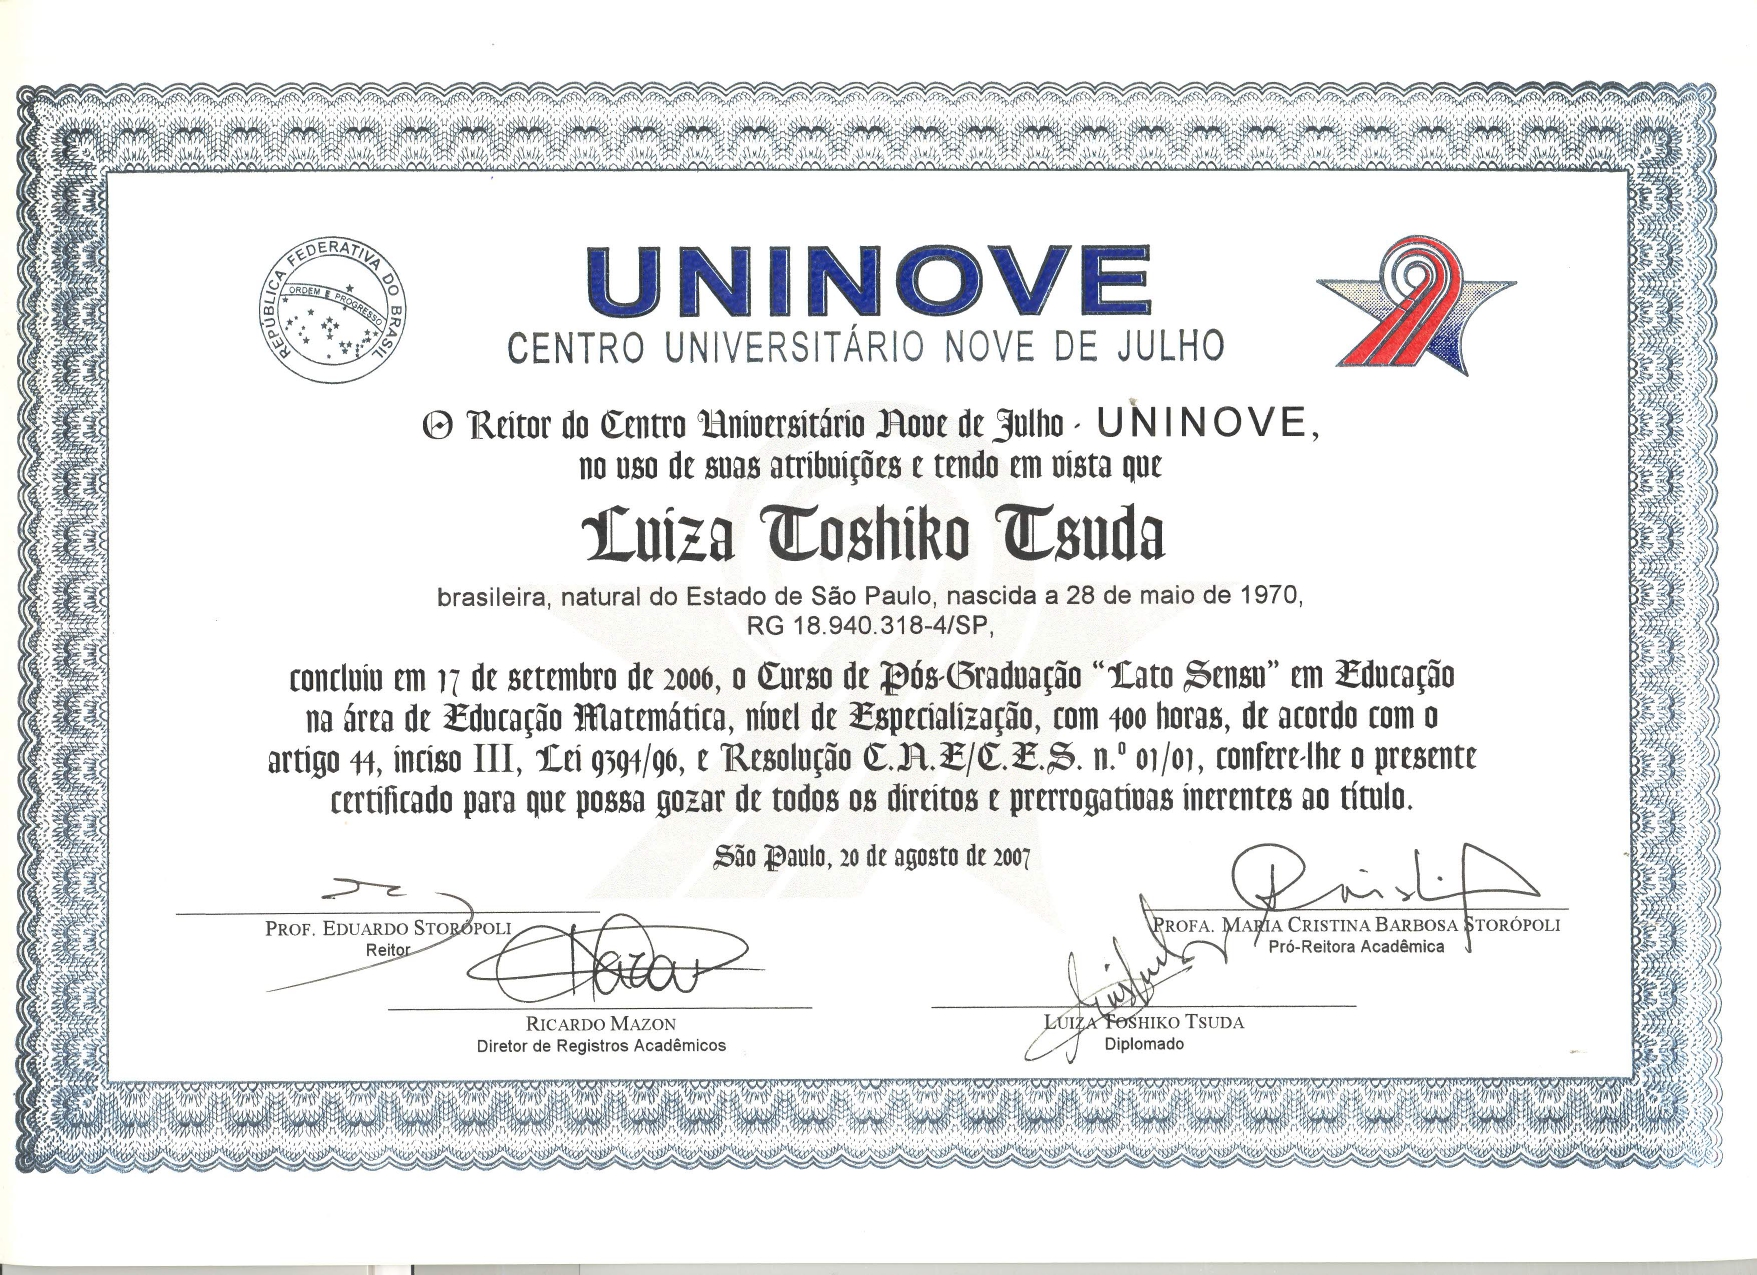 REPÚBLICA FEDERATIVA DO BRASIL
ORDEM E PROGRESSO
UNINOVE
CENTRO UNIVERSITÁRIO NOVE DE JULHO
O Reitor do Centro Universitário Nove de Julho - UNINOVE,
no uso de suas atribuições e tendo em vista que
Luiza Toshiko Tsuda
brasileira, natural do Estado de São Paulo, nascida a 28 de maio de 1970,
RG 18.940.318-4/SP,
concluiu em 17 de setembro de 2006, o Curso de Pós-Graduação “Lato Sensu” em Educação
na área de Educação Matemática, nível de Especialização, com 400 horas, de acordo com o
artigo 44, inciso III, Lei 9394/96, e Resolução C.N.E/C.E.S. n.º 01/01, confere-lhe o presente
certificado para que possa gozar de todos os direitos e prerrogativas inerentes ao título.
São Paulo, 20 de agosto de 2007
PROF. EDUARDO STORÓPOLI
Reitor
PROFA. MARIA CRISTINA BARBOSA STORÓPOLI
Pró-Reitora Acadêmica
RICARDO MAZON
Diretor de Registros Acadêmicos
LUIZA TOSHIKO TSUDA
Diplomado